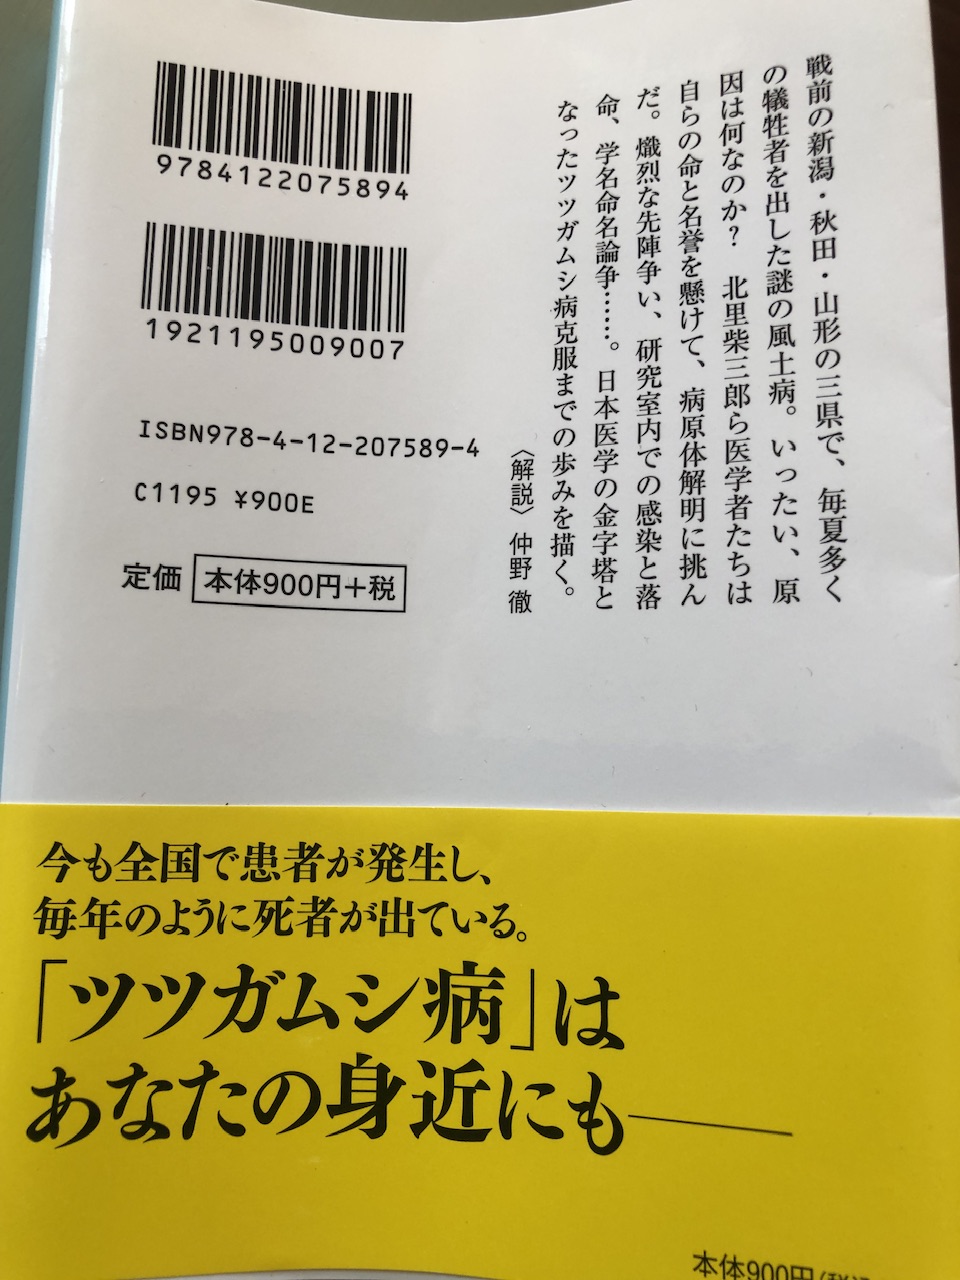 戦前の新潟・秋田・山形の三県で、毎夏多く
の犠牲者を出した謎の風土病。いったい、原
因は何なのか？　北里柴三郎ら医学者たちは
自らの命と名誉を懸けて、病原体解明に挑ん
だ。熾烈な先陣争い、研究室内での感染と落
命、学名命名論争……。日本医学の金字塔と
なったツツガムシ病克服までの歩みを描く。
〈解説〉仲野 徹
9784122075894
1921195009007
ISBN978-4-12-207589-4
C1195 ¥900E
定価 本体900円+税
今も全国で患者が発生し、
毎年のように死者が出ている。
「ツツガムシ病」は
あなたの身近にも――
本体900円